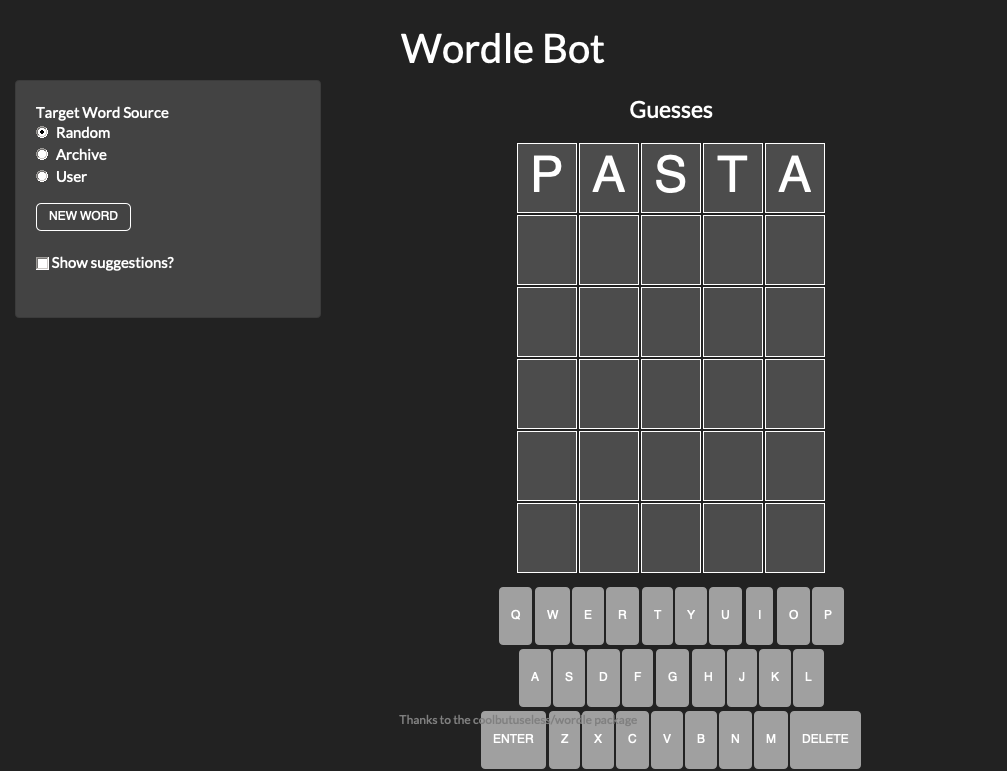 Wordle Bot
Target Word Source
Random
Archive
User
NEW WORD
Show suggestions?
Guesses
P A S T A
Q W E R T Y U I O P
A S D F G H J K L
Thanks to the coolbutuseless/wordle package
ENTER Z X C V B N M DELETE